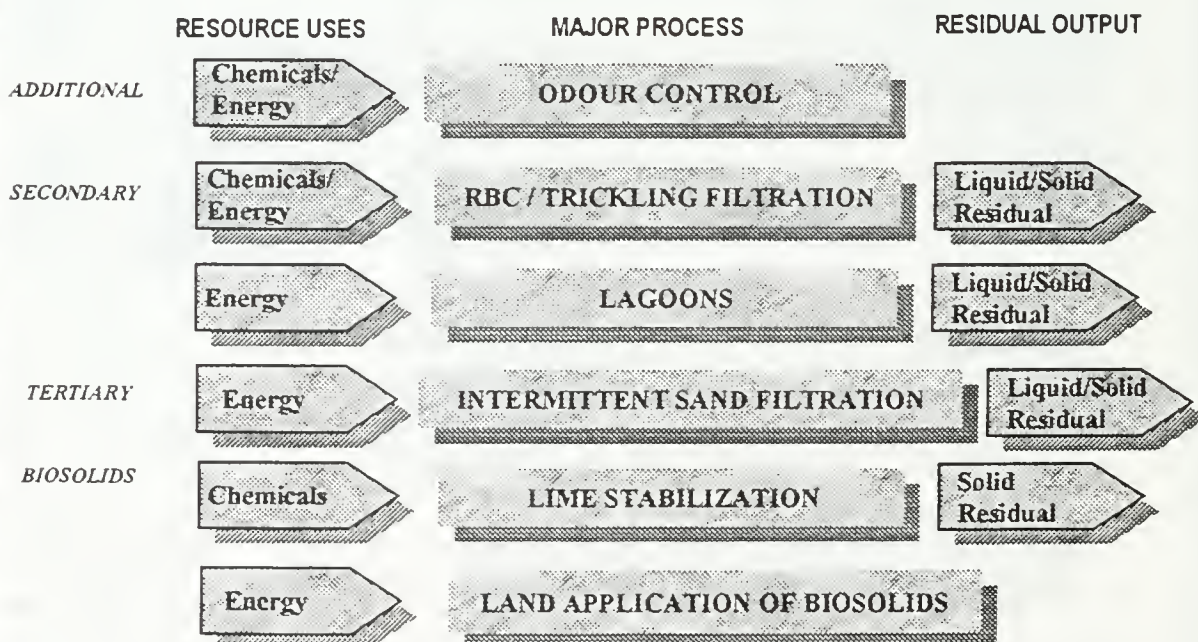 RESOURCE USES MAJOR PROCESS RESIDUAL OUTPUT
ADDITIONAL
Chemicals/
Energy
ODOUR CONTROL
SECONDARY
Chemicals/
Energy
RBC / TRICKLING FILTRATION
Liquid/Solid
Residual
Energy
LAGOONS
Liquid/Solid
Residual
TERTIARY
Energy
INTERMITTENT SAND FILTRATION
Liquid/Solid
Residual
BIOSOLIDS
Chemicals
LIME STABILIZATION
Solid
Residual
Energy
LAND APPLICATION OF BIOSOLIDS